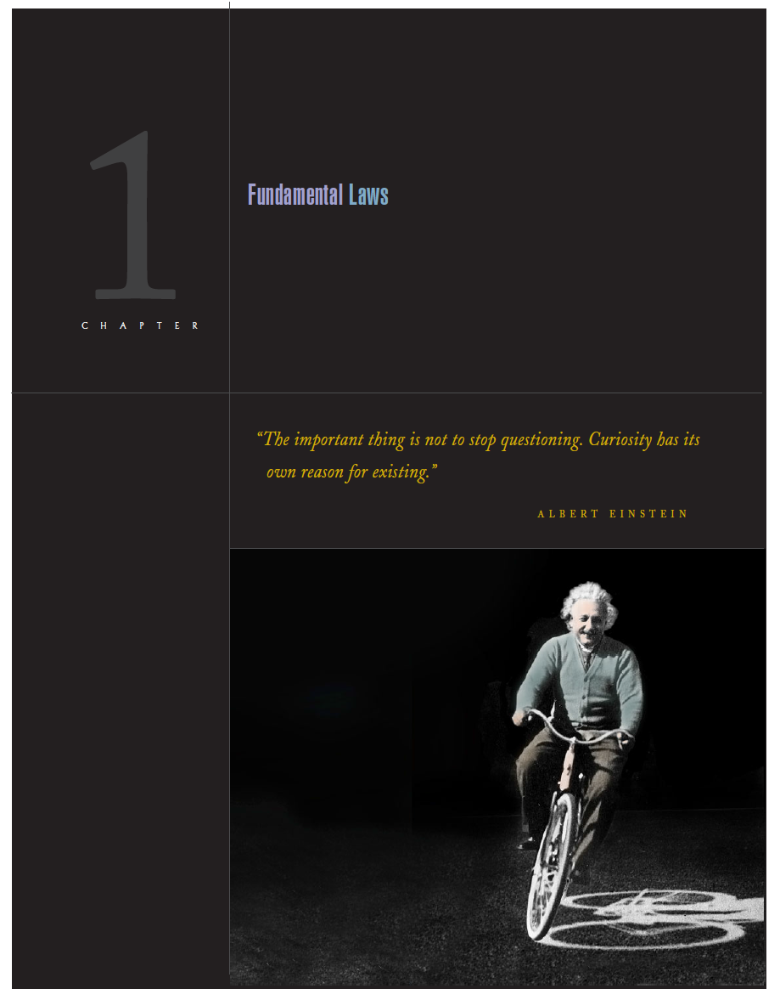 1
CHAPTER
Fundamental Laws
“The important thing is not to stop questioning. Curiosity has its
own reason for existing.”
ALBERT EINSTEIN